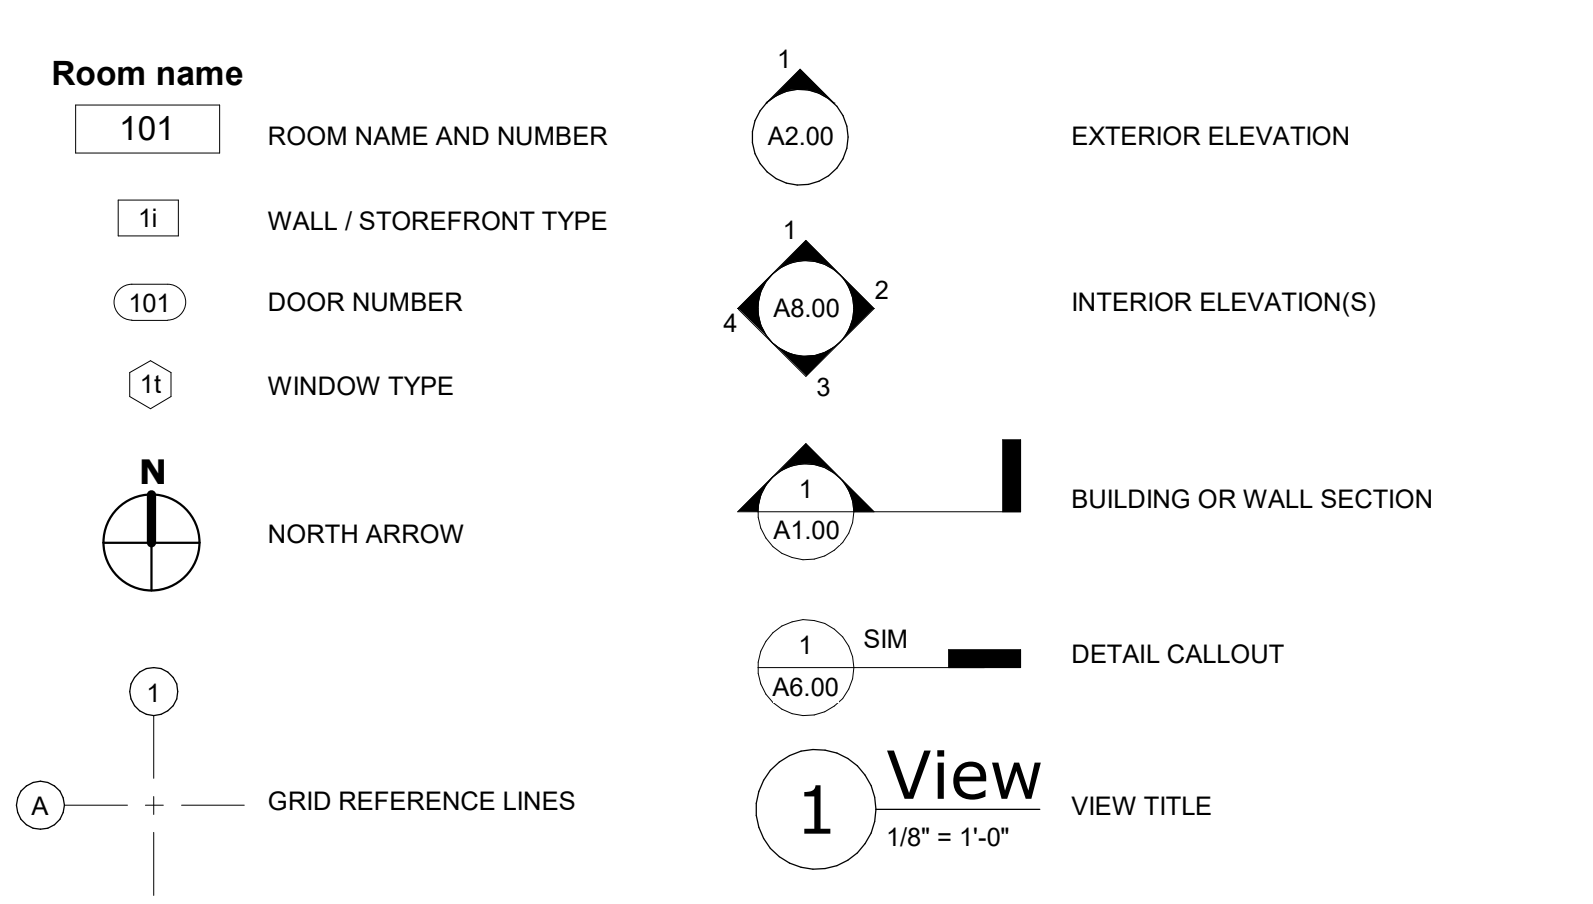 Room name
101
ROOM NAME AND NUMBER
1i
WALL / STOREFRONT TYPE
101
DOOR NUMBER
1t
WINDOW TYPE
N
NORTH ARROW
1
A
GRID REFERENCE LINES
1
A2.00
EXTERIOR ELEVATION
1
2
A8.00
4
3
INTERIOR ELEVATION(S)
1
A1.00
BUILDING OR WALL SECTION
1
SIM
A6.00
DETAIL CALLOUT
1
View
1/8" = 1'-0"
VIEW TITLE